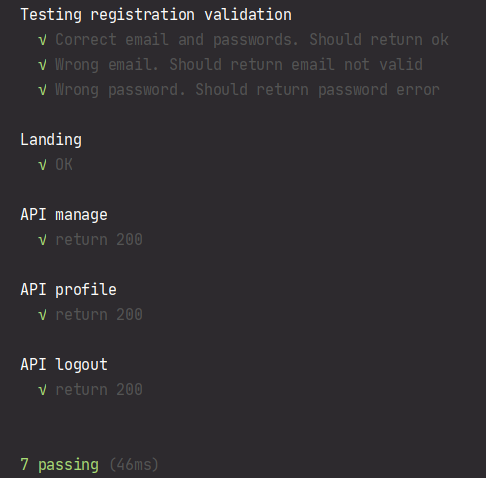 Testing registration validation
√ Correct email and passwords. Should return ok
√ Wrong email. Should return email not valid
√ Wrong password. Should return password error
Landing
√ OK
API manage
√ return 200
API profile
√ return 200
API logout
√ return 200
7 passing (46ms)